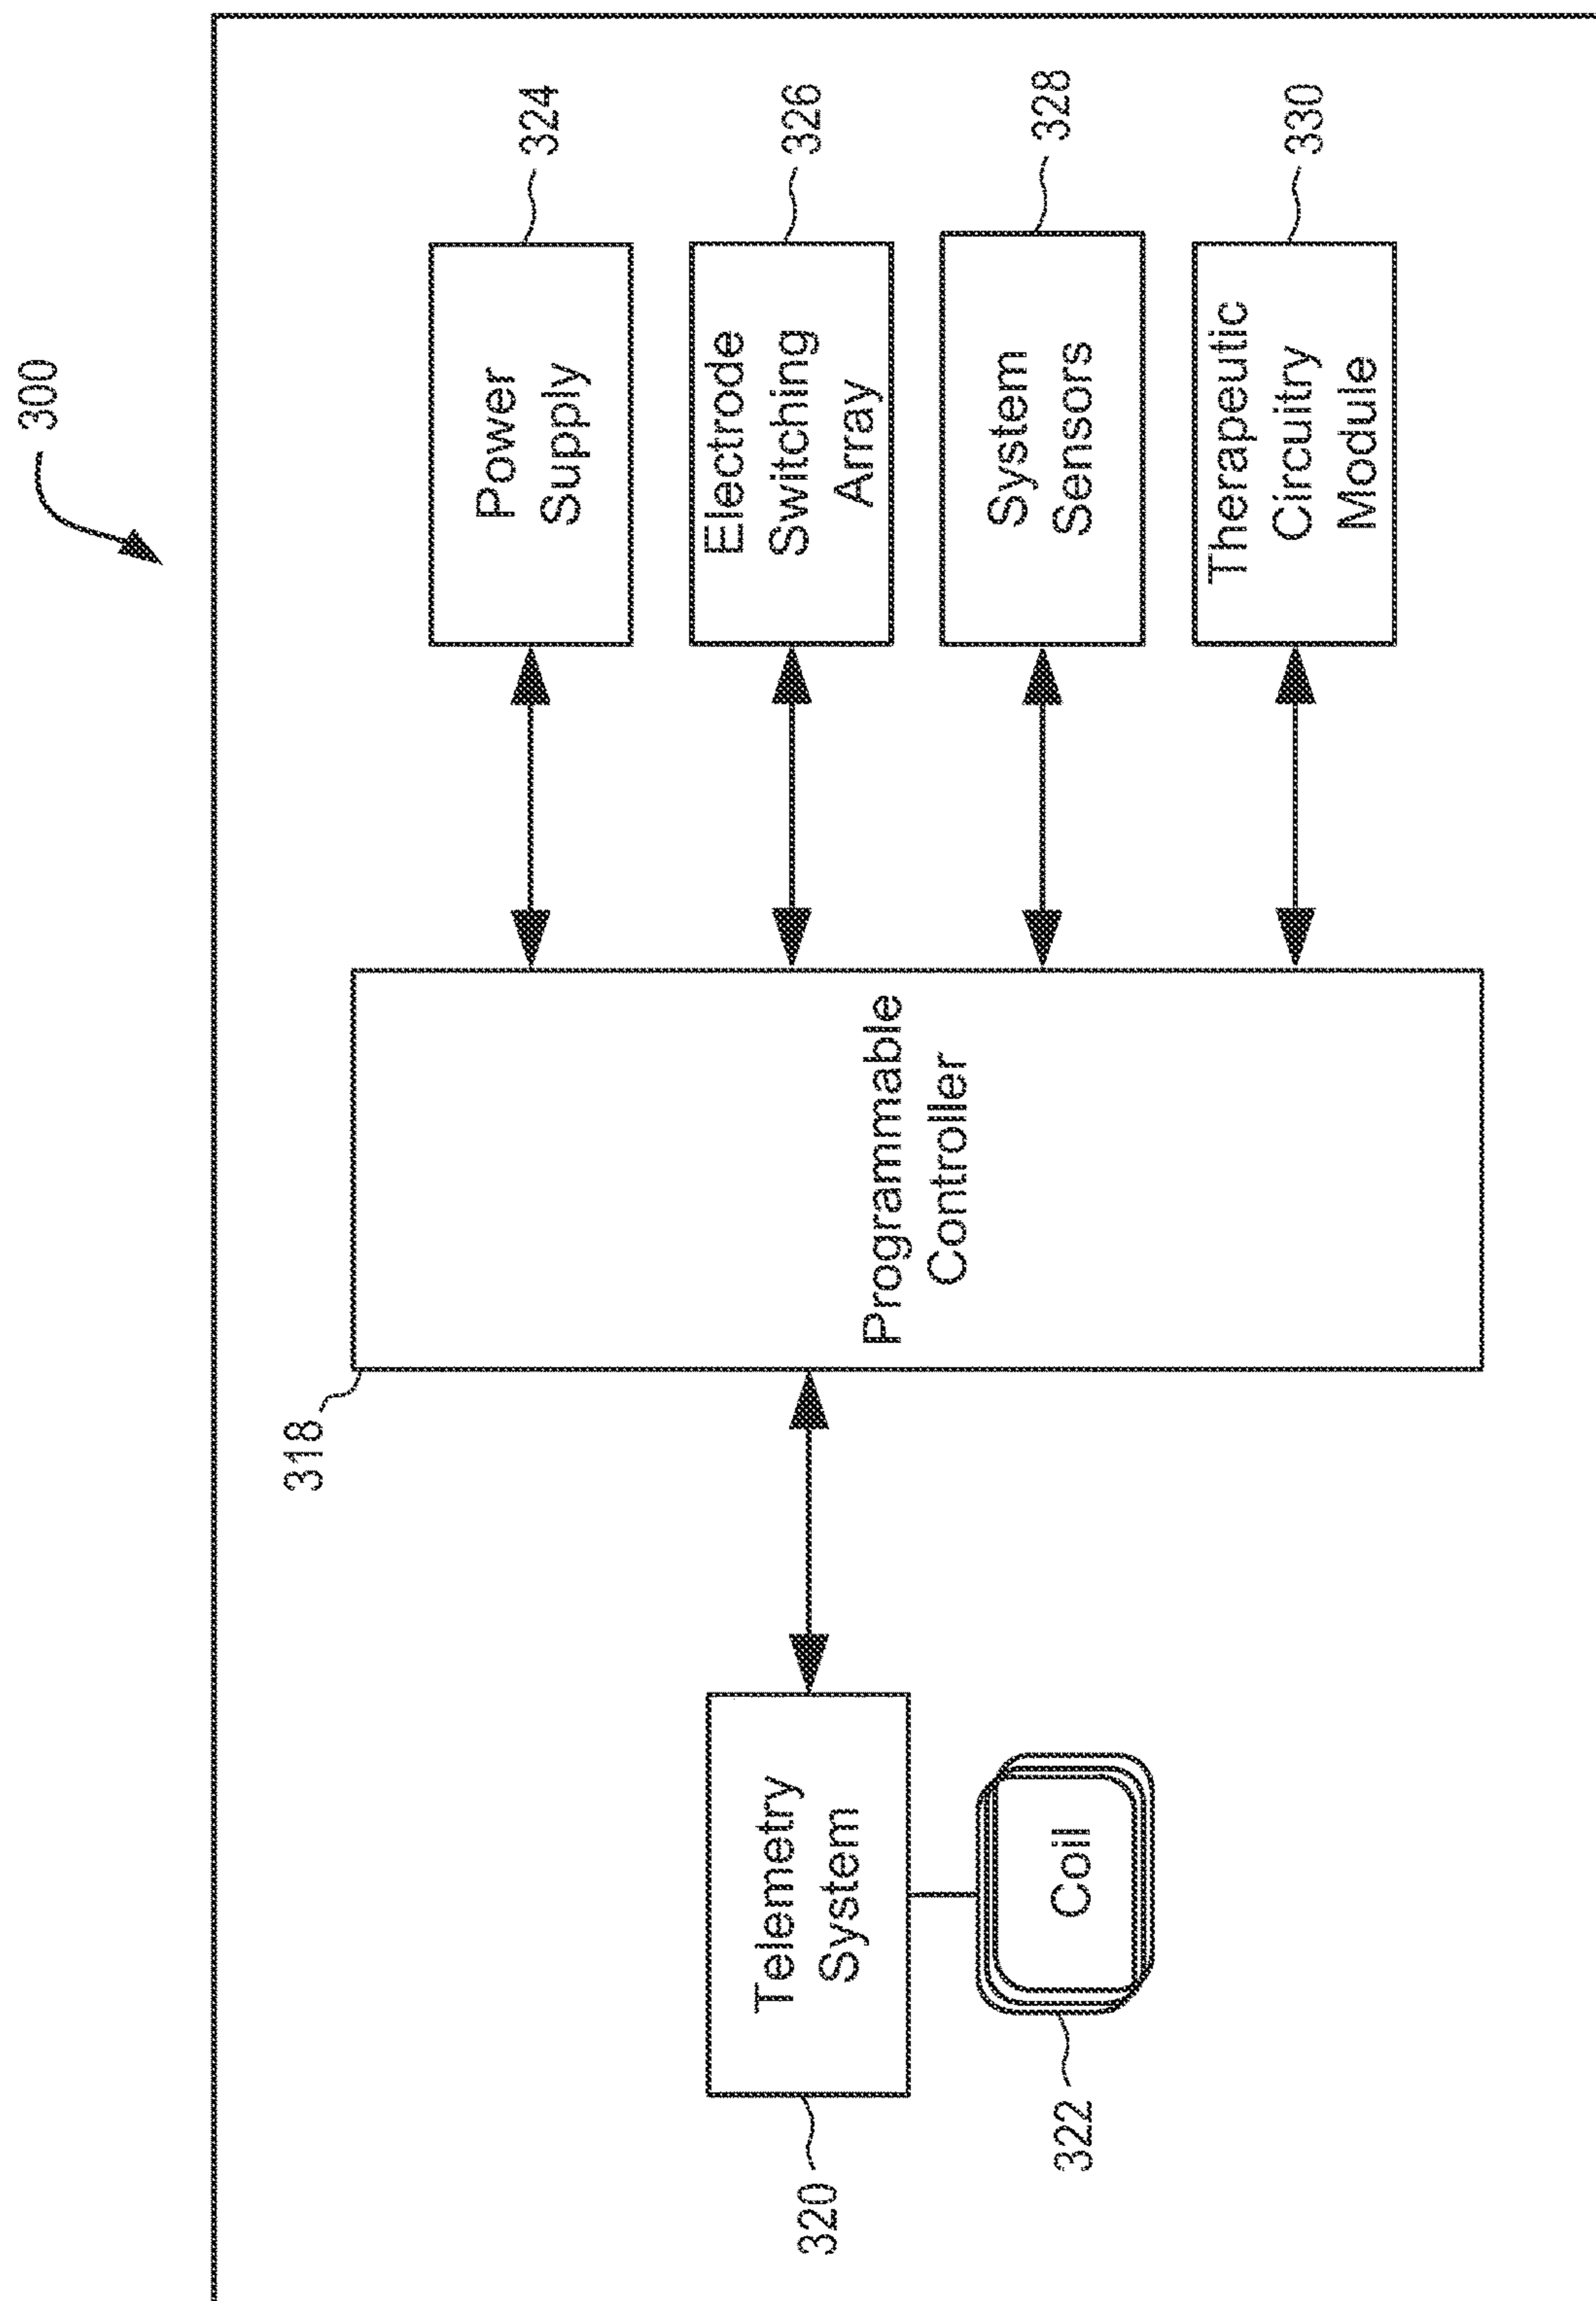 300
318
320
Telemetry
System
322
Coil
Programmable
Controller
324
Power
Supply
326
Electrode
Switching
Array
328
System
Sensors
330
Therapeutic
Circuitry
Module